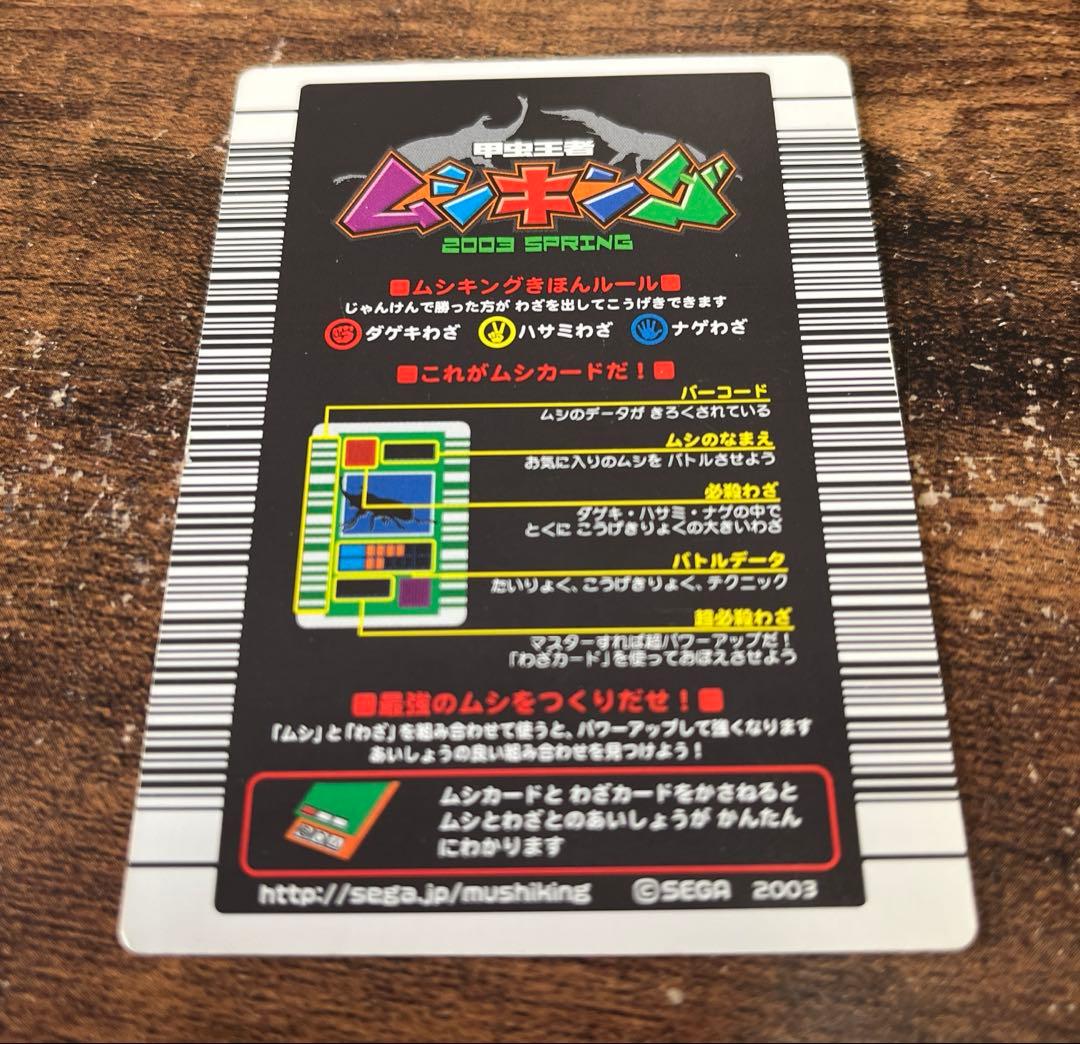 甲虫王者
ムシキング
2003 SPRING
ムシキングきほんルール
じゃんけんで勝った方が わざを出してこうげきできます
ダゲキわざ ハサミわざ ナゲわざ
これがムシカードだ！
バーコード
ムシのデータが きろくされている
ムシのなまえ
お気に入りのムシを バトルさせよう
必殺わざ
ダゲキ・ハサミ・ナゲの中で
とくに こうげきりょくの大きいわざ
バトルデータ
たいりょく、こうげきりょく、テクニック
超必殺わざ
マスターすれば超パワーアップだ！
「わざカード」を使っておぼえさせよう
最強のムシをつくりだせ！
「ムシ」と「わざ」を組み合わせて使うと、パワーアップして強くなります
あいしょうの良い組み合わせを見つけよう！
ムシカードと わざカードをかさねると
ムシとわざとのあいしょうが かんたん
にわかります
http://sega.jp/mushiking ©SEGA 2003